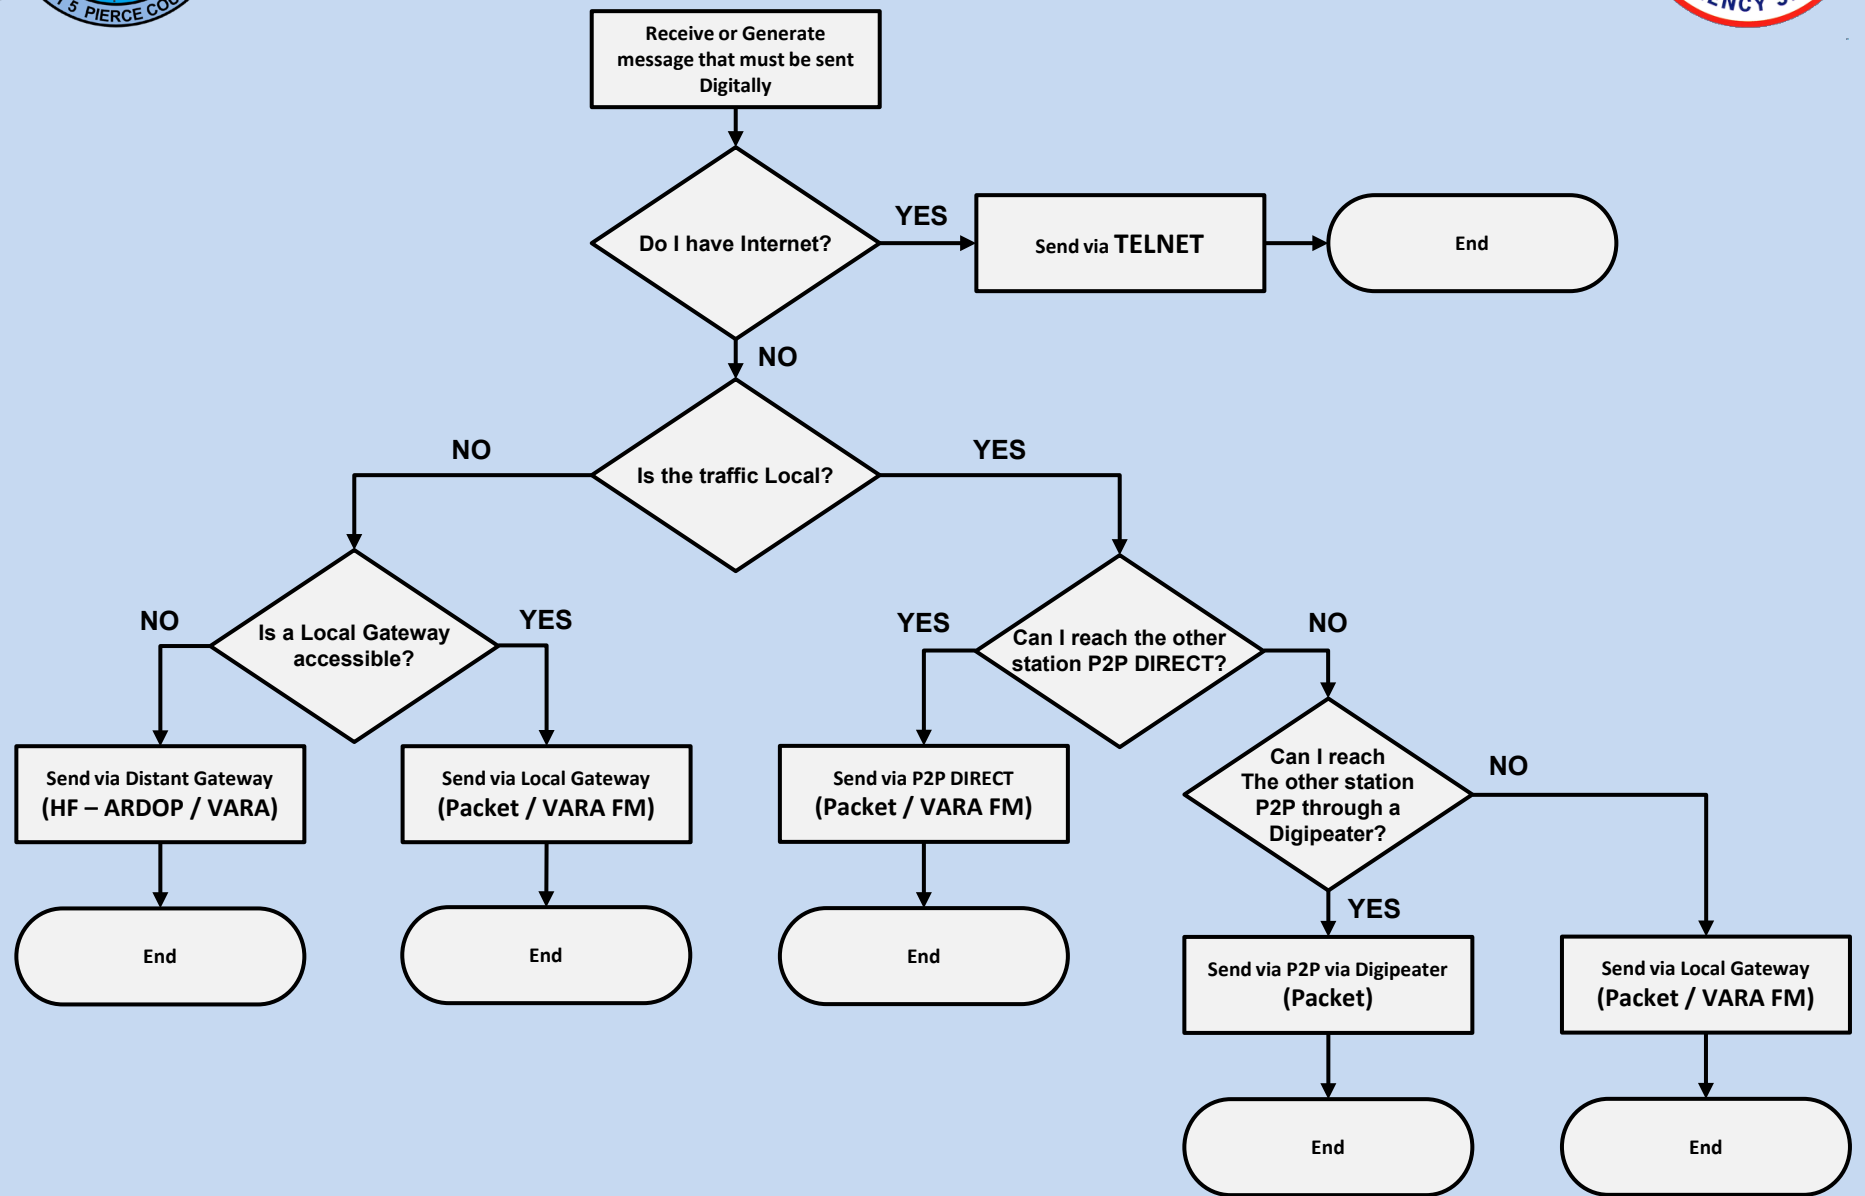 5 PIERCE COU
ENCY S
Receive or Generate
message that must be sent
Digitally
Do I have Internet?
YES
Send via TELNET
End
NO
Is the traffic Local?
NO
YES
Is a Local Gateway
accessible?
NO
YES
Send via Distant Gateway
(HF – ARDOP / VARA)
Send via Local Gateway
(Packet / VARA FM)
End
End
Can I reach the other
station P2P DIRECT?
YES
NO
Send via P2P DIRECT
(Packet / VARA FM)
End
Can I reach
The other station
P2P through a
Digipeater?
NO
YES
Send via P2P via Digipeater
(Packet)
Send via Local Gateway
(Packet / VARA FM)
End
End